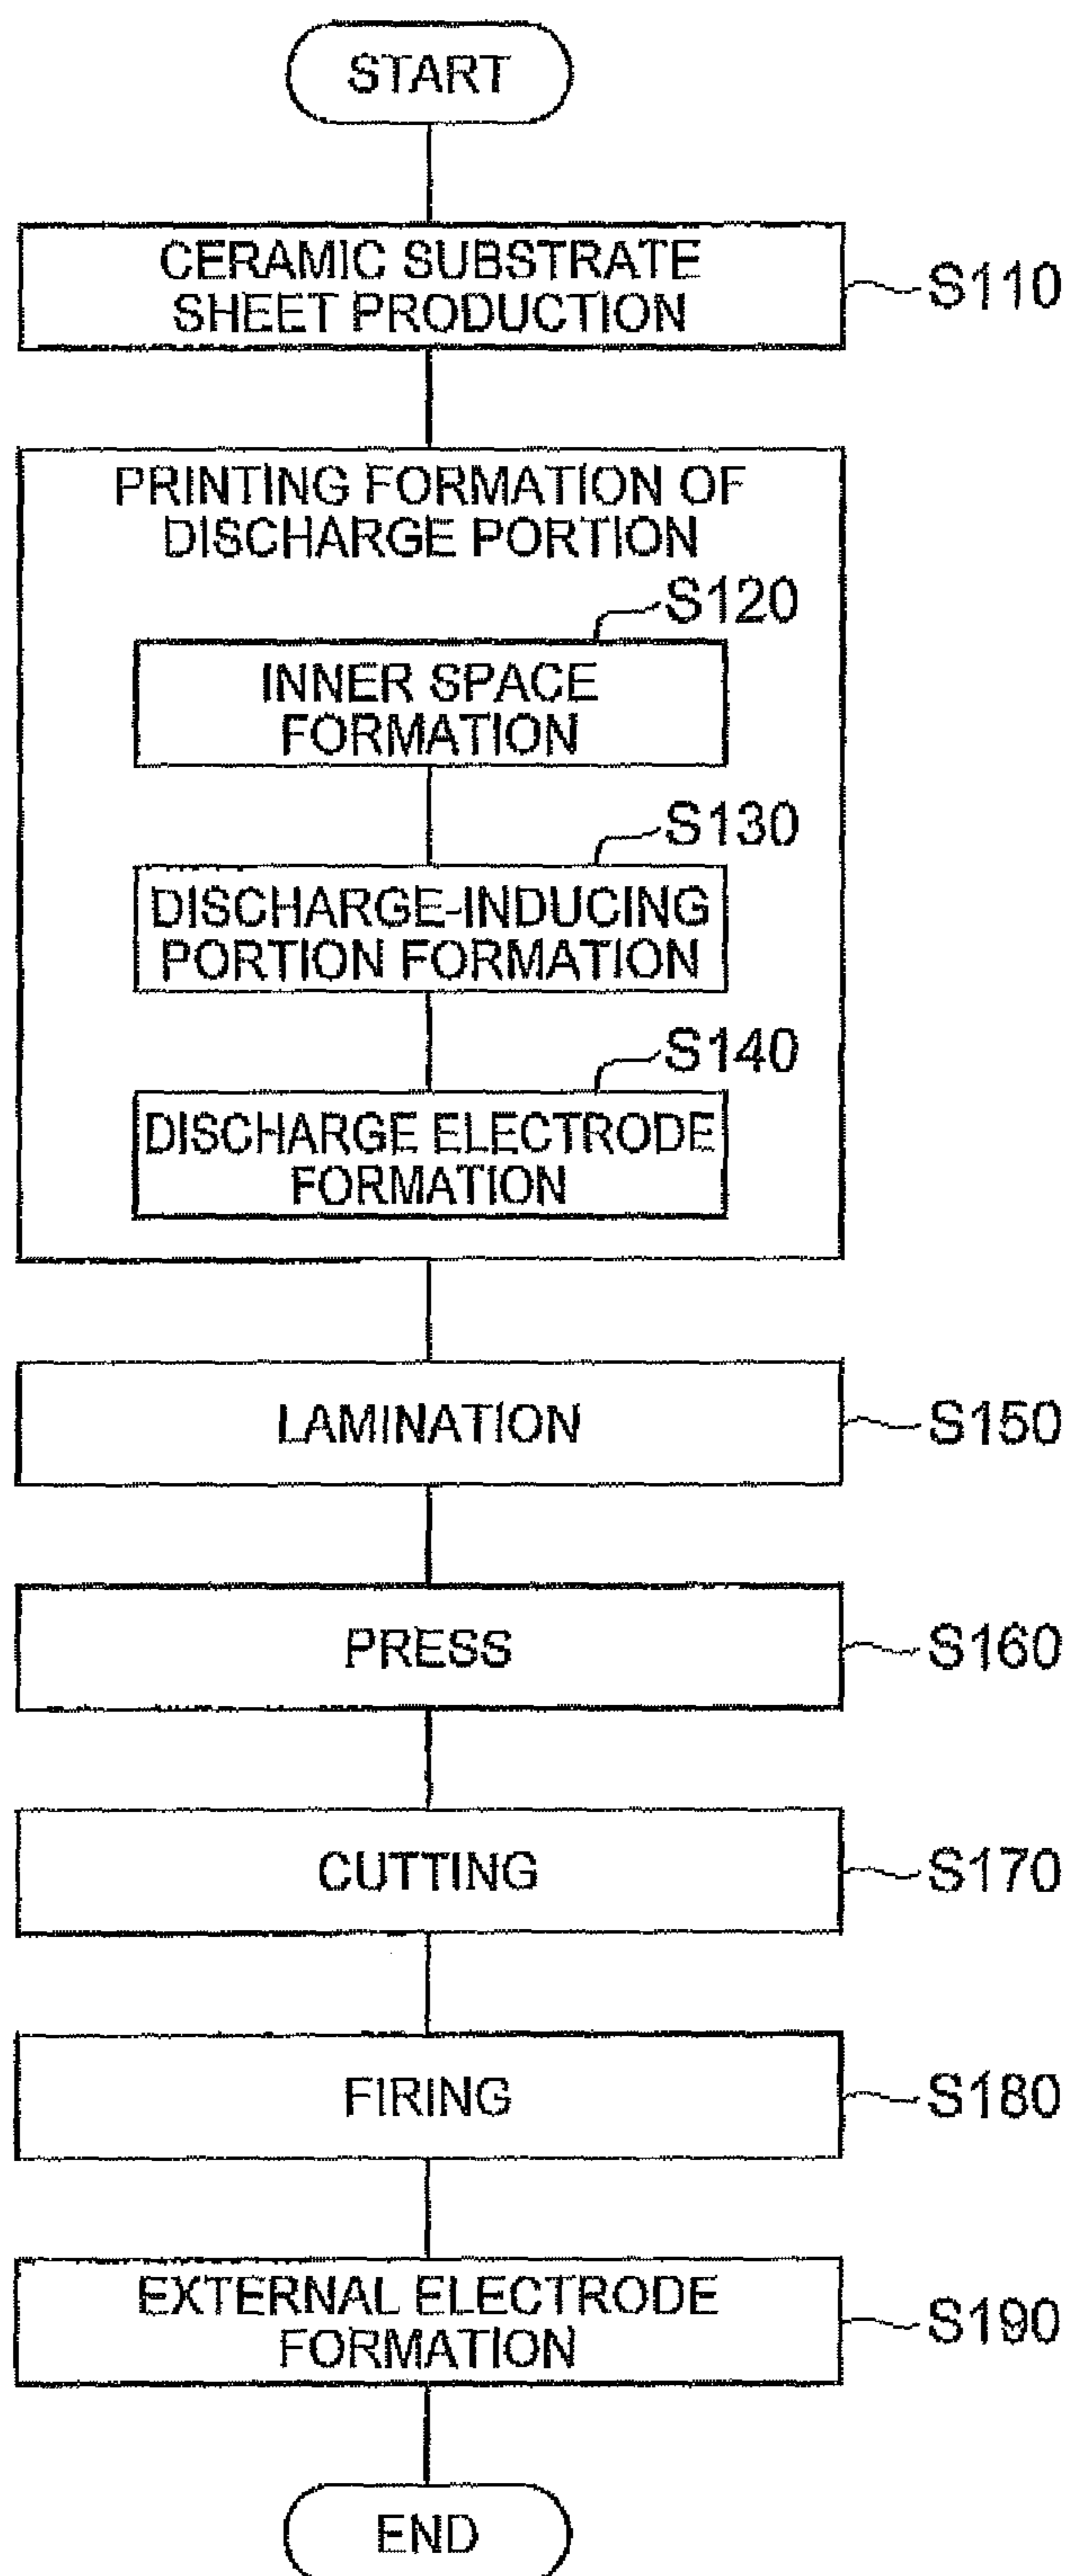 START
CERAMIC SUBSTRATE
SHEET PRODUCTION
S110
PRINTING FORMATION OF
DISCHARGE PORTION
S120
INNER SPACE
FORMATION
S130
DISCHARGE-INDUCING
PORTION FORMATION
S140
DISCHARGE ELECTRODE
FORMATION
LAMINATION
S150
PRESS
S160
CUTTING
S170
FIRING
S180
EXTERNAL ELECTRODE
FORMATION
S190
END